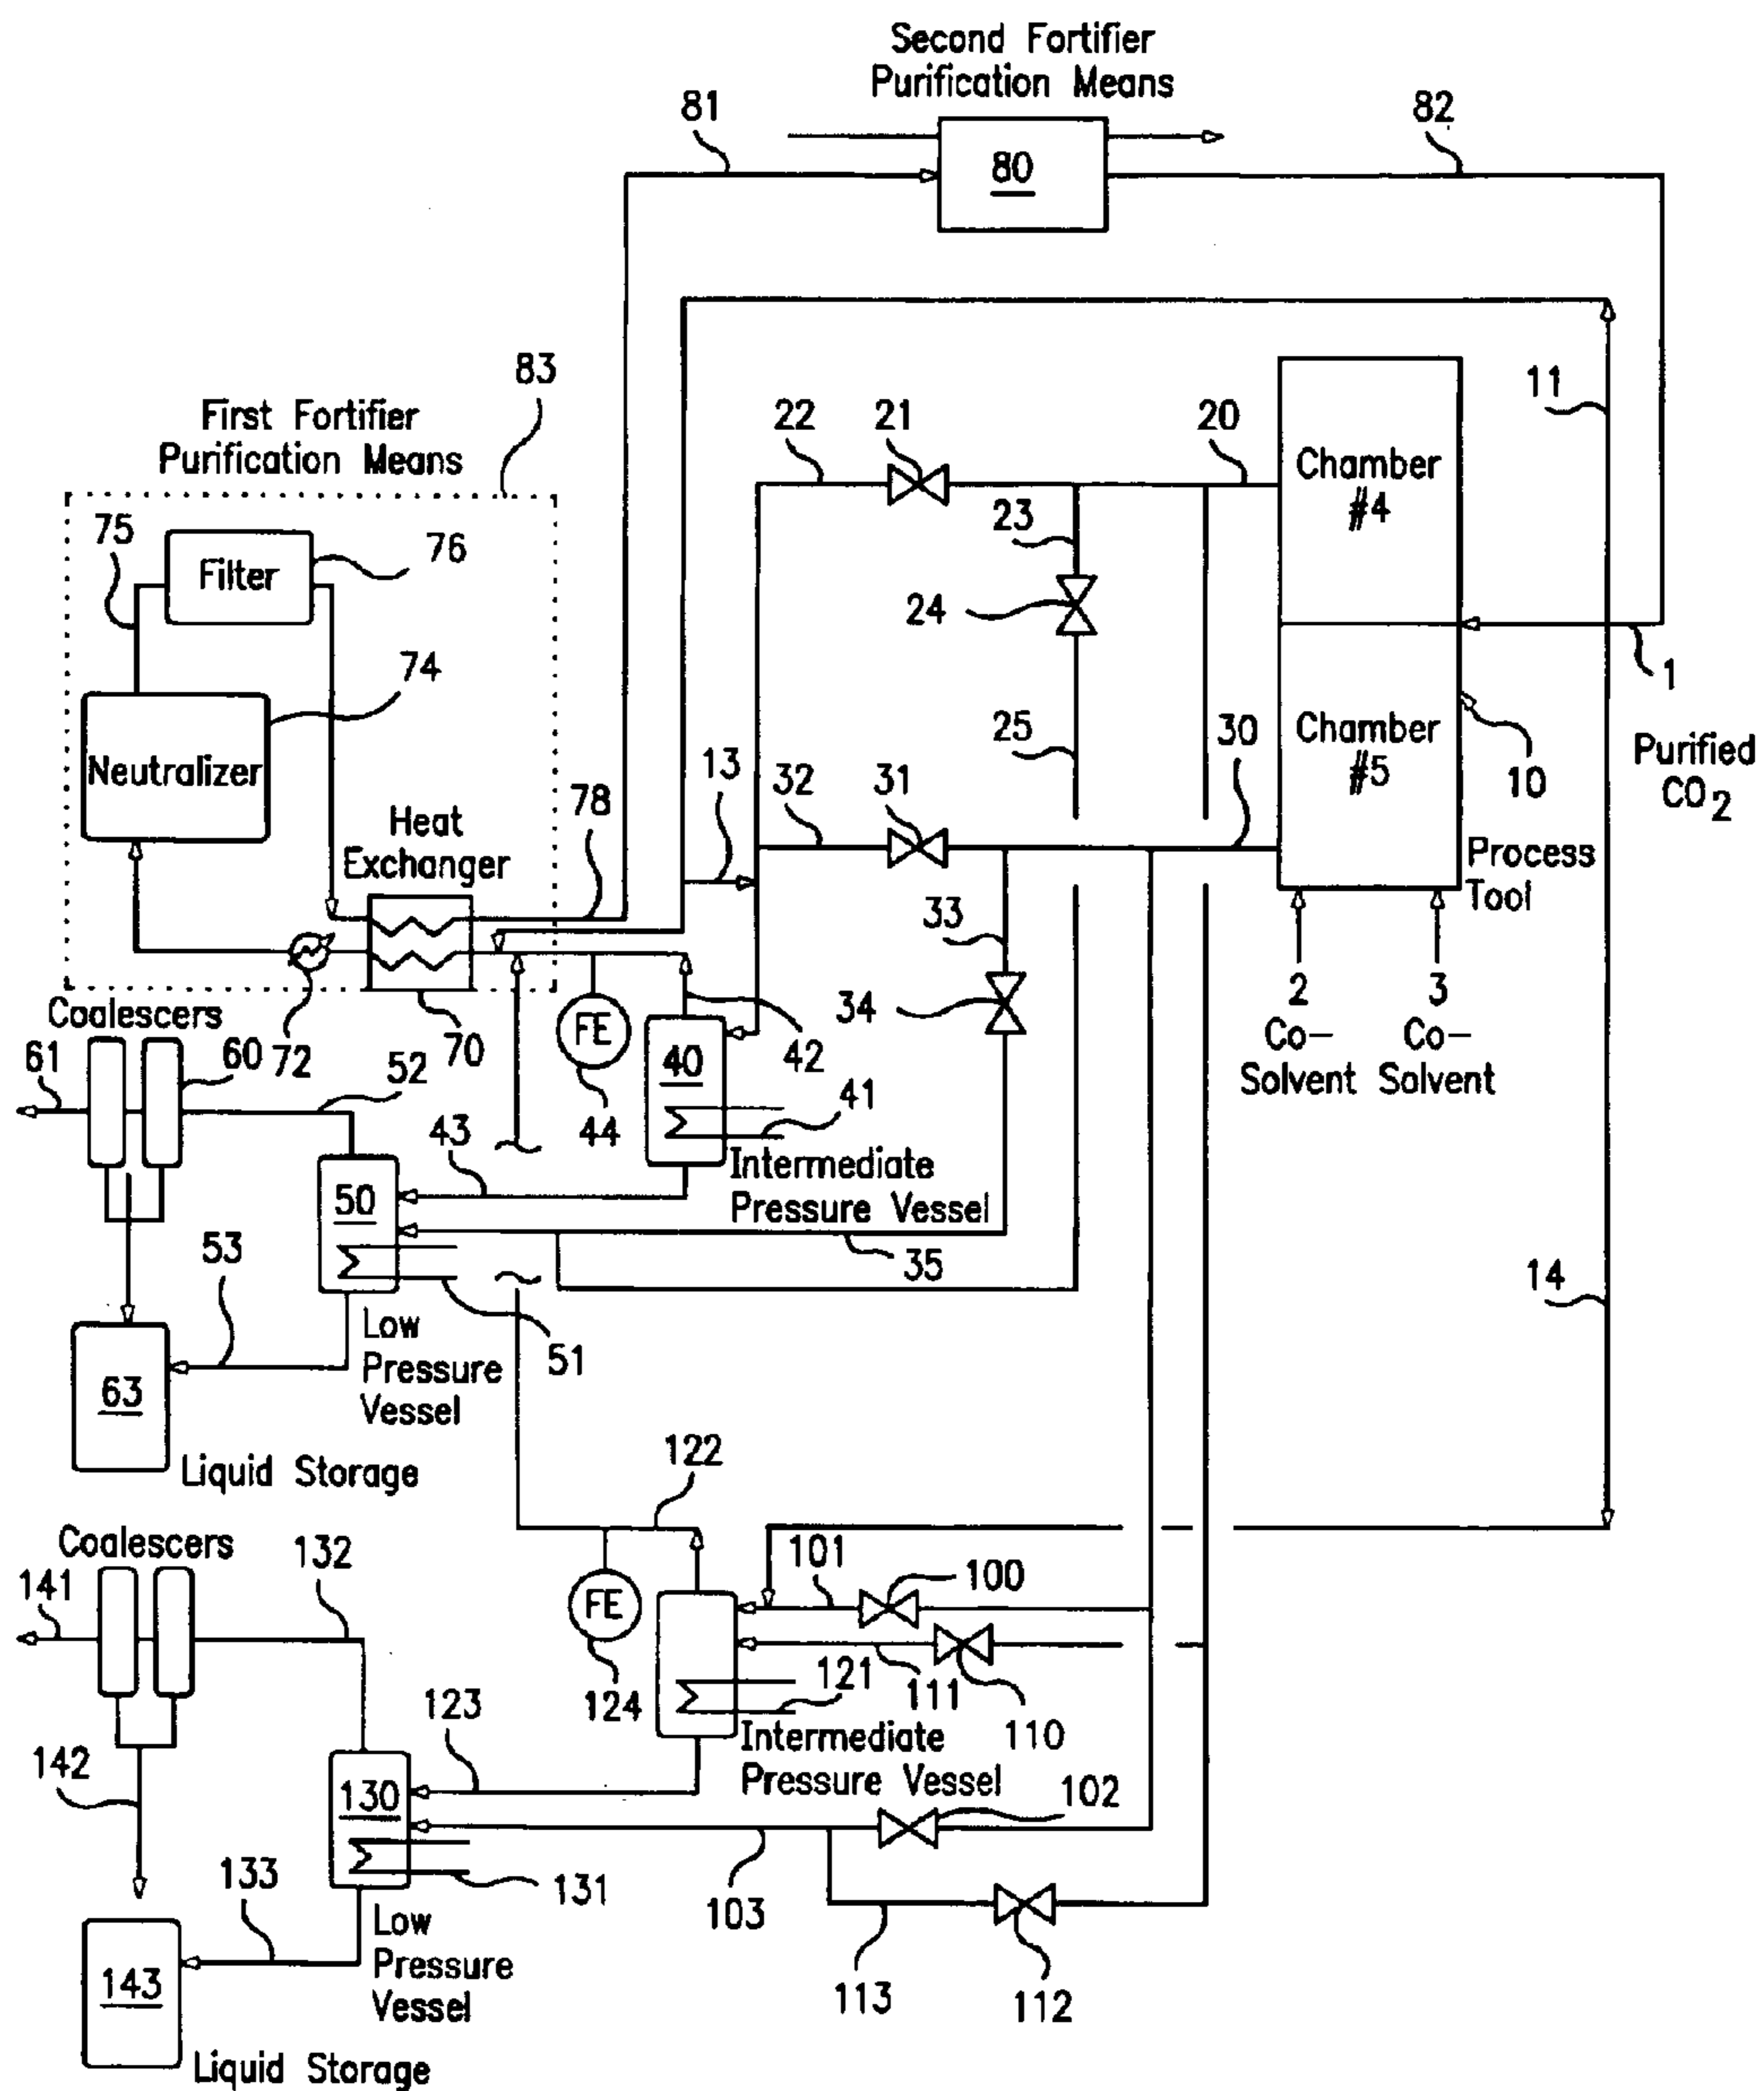 Second Fortifier
Purification Means
81
82
80
83
First Fortifier
Purification Means
11
22
21
20
Chamber
#4
75
Filter
76
23
24
74
1
Neutralizer
25
30
Chamber
#5
10
Purified
CO2
13
32
31
78
Heat
Exchanger
Process
Tool
33
34
2
3
Co-
Solvent
Co-
Solvent
Coalescers
61
60
72
70
FE
44
40
42
41
52
43
Intermediate
Pressure Vessel
50
53
35
14
51
Low
Pressure
Vessel
63
Liquid Storage
122
Coalescers
132
141
101
100
FE
124
121
111
110
123
Intermediate
Pressure Vessel
142
130
102
133
131
103
Low
Pressure
Vessel
143
113
112
Liquid Storage